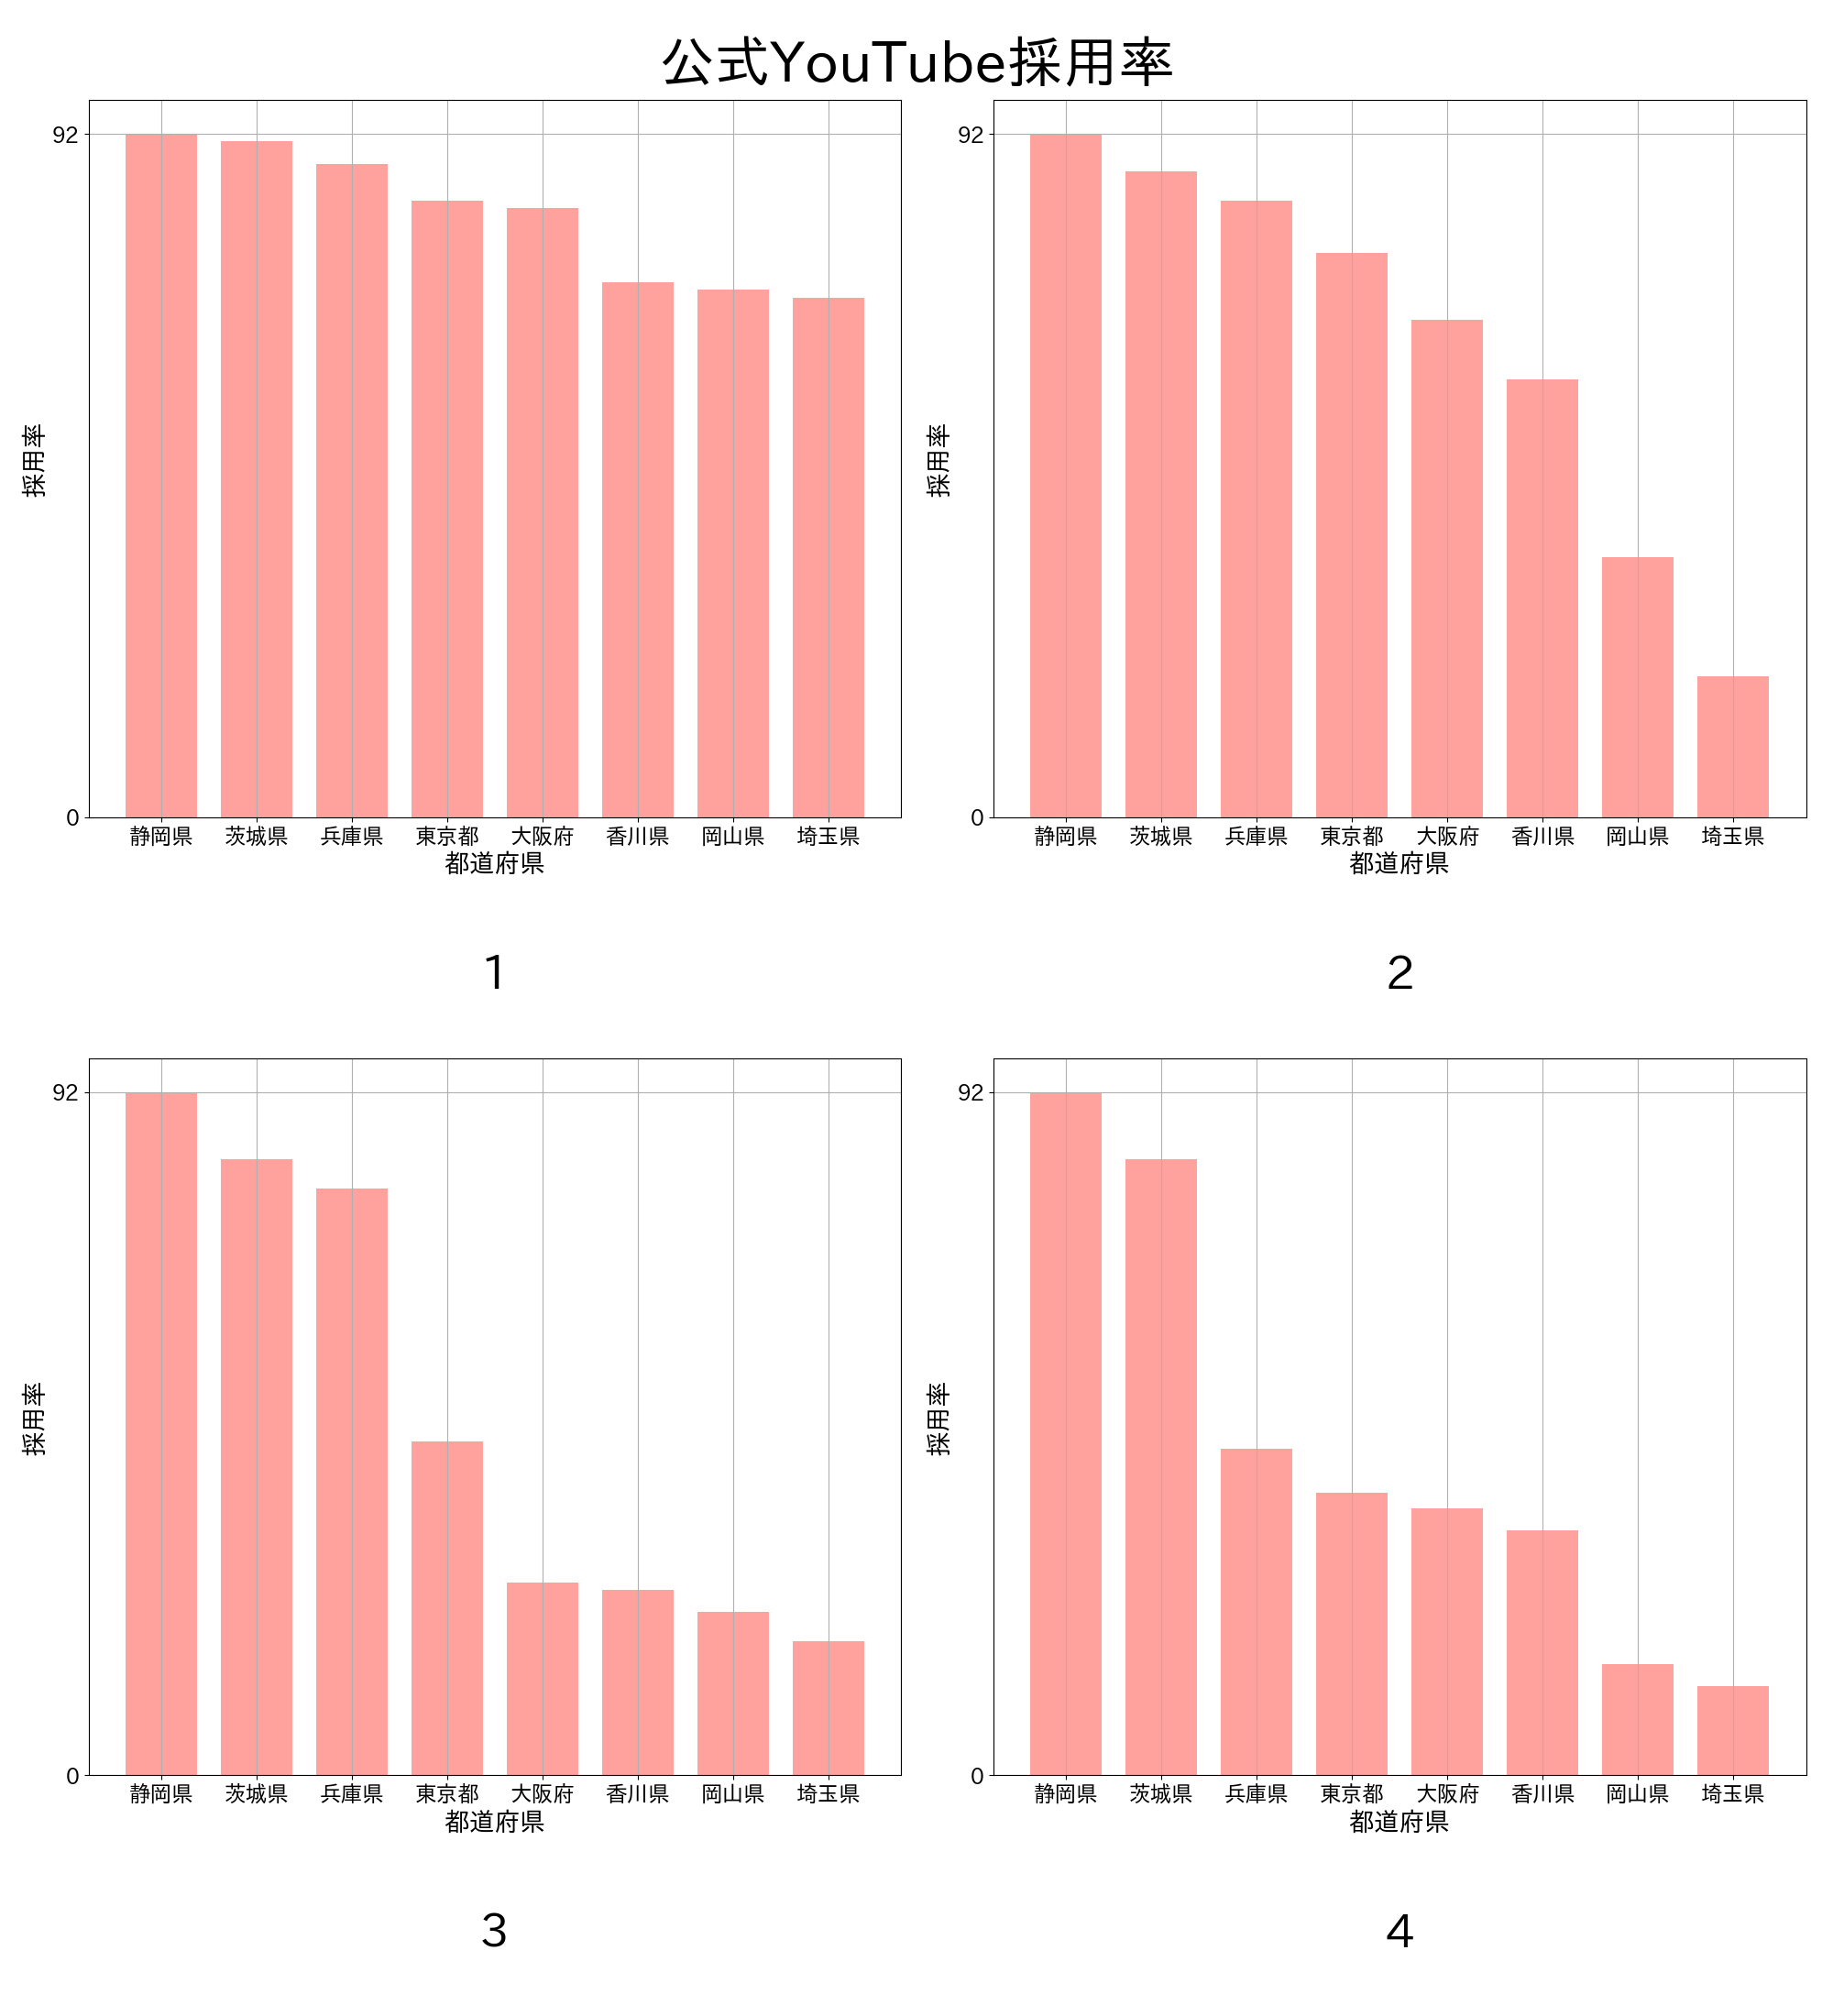 公式YouTube採用率
92
0
採用率
静岡県 茨城県 兵庫県 東京都 大阪府 香川県 岡山県 埼玉県
都道府県
1
92
0
採用率
静岡県 茨城県 兵庫県 東京都 大阪府 香川県 岡山県 埼玉県
都道府県
2
92
0
採用率
静岡県 茨城県 兵庫県 東京都 大阪府 香川県 岡山県 埼玉県
都道府県
3
92
0
採用率
静岡県 茨城県 兵庫県 東京都 大阪府 香川県 岡山県 埼玉県
都道府県
4